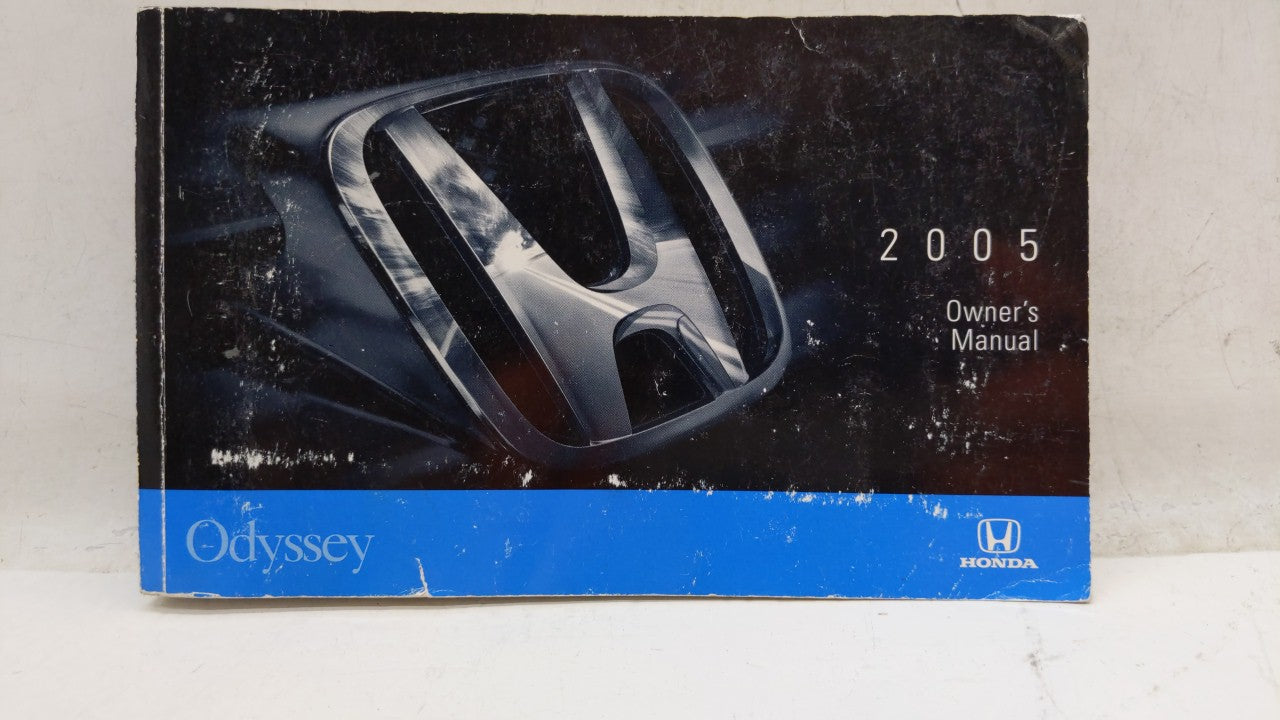 2005
Owner's
Manual
Odyssey
HONDA